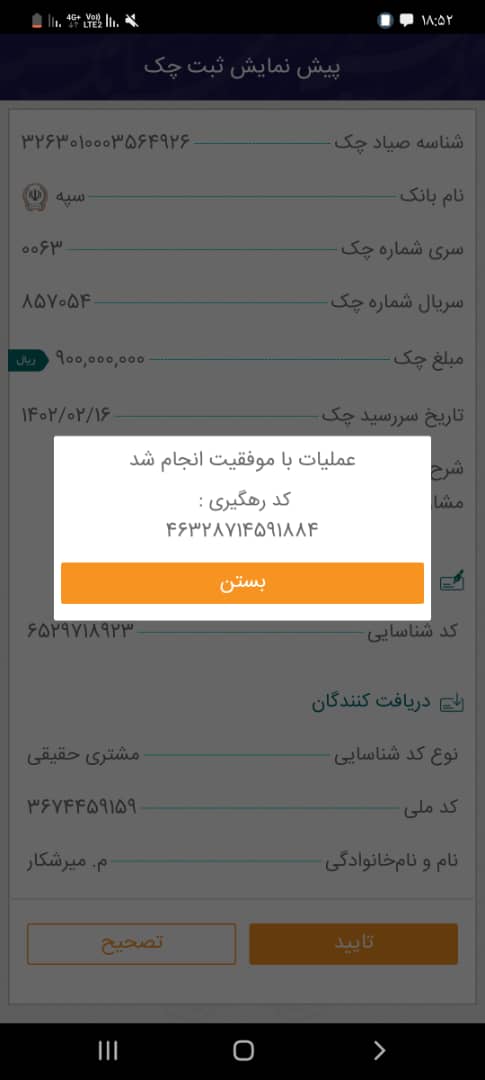 ۱۸:۵۲
4G+ Vo))
LTE2
پیش نمایش ثبت چک
شناسه صیاد چک ۳۲۶۳۰۱۰۰۰۳۵۶۴۹۲۶
نام بانک سپه
سری شماره چک ۰۰۶۳
سریال شماره چک ۸۵۷۰۵۴
مبلغ چک ۹۰۰,۰۰۰,۰۰۰ ریال
تاریخ سررسید چک ۱۴۰۲/۰۲/۱۶
شرح
عملیات با موفقیت انجام شد
کد رهگیری :
۴۶۳۲۸۷۱۴۵۹۱۸۸۴
بستن
کد شناسایی ۶۵۲۹۷۱۸۹۲۳
دریافت کنندگان
نوع کد شناسایی مشتری حقیقی
کد ملی ۳۶۷۴۴۵۹۱۵۹
نام و نام‌خانوادگی م. میرشکار
تایید
تصحیح